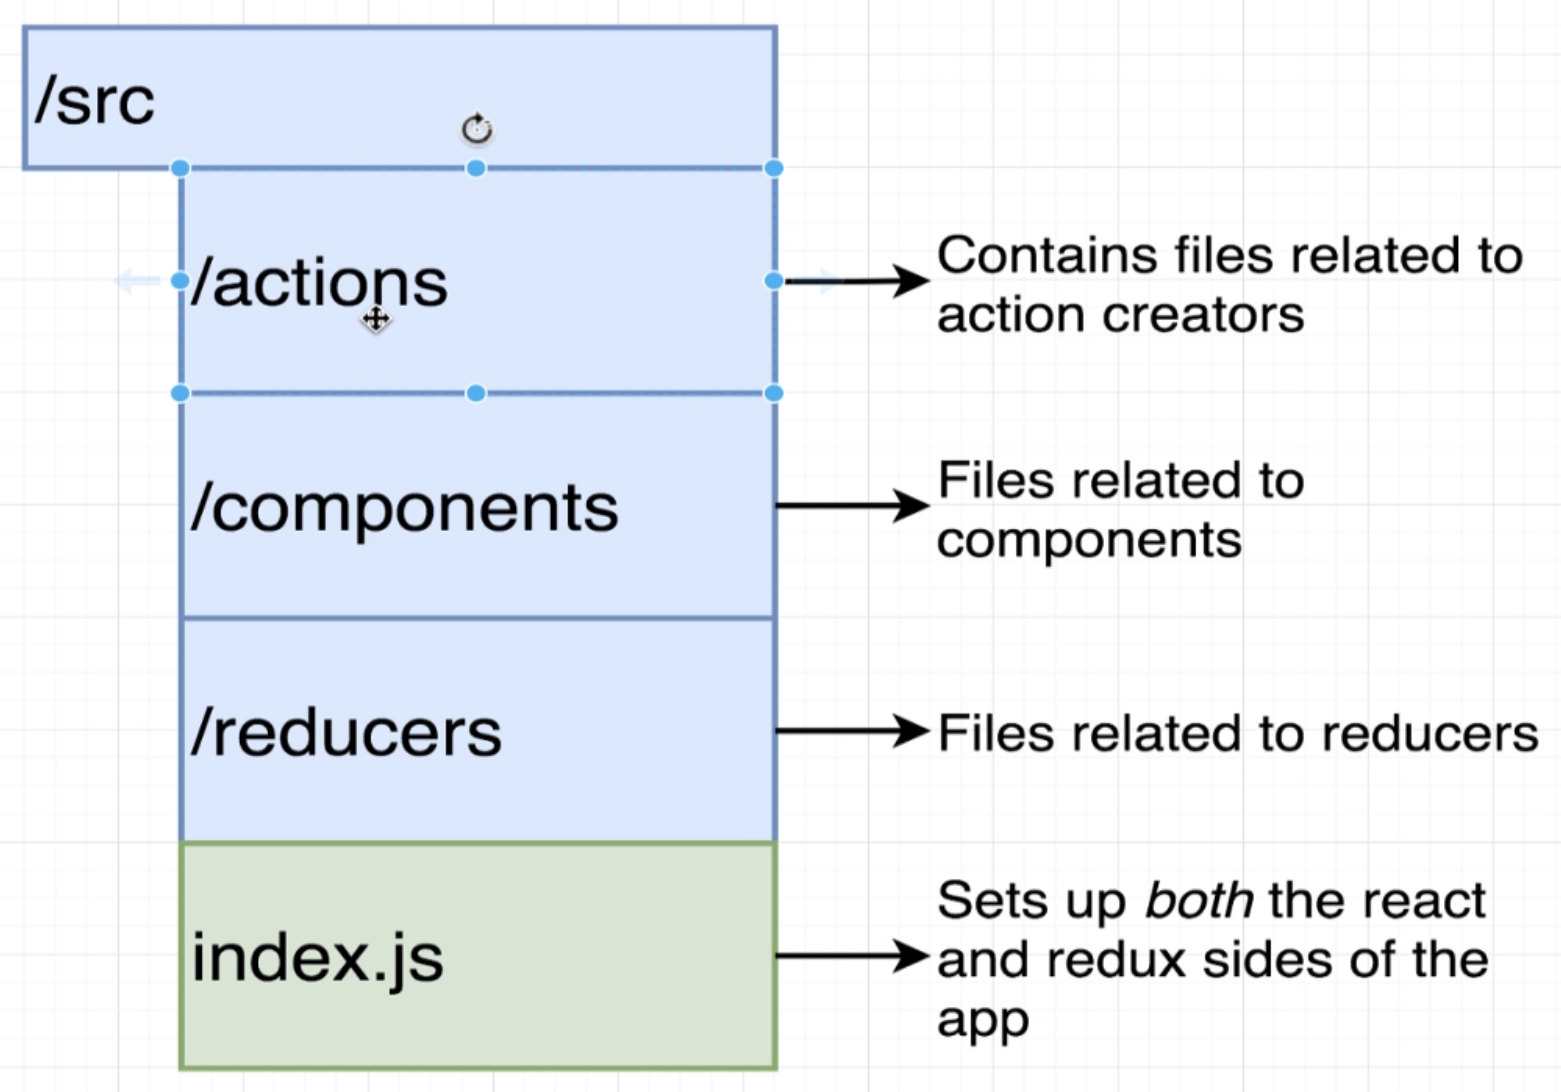 /src
/actions
Contains files related to
action creators
/components
Files related to
components
/reducers
Files related to reducers
index.js
Sets up both the react
and redux sides of the
app